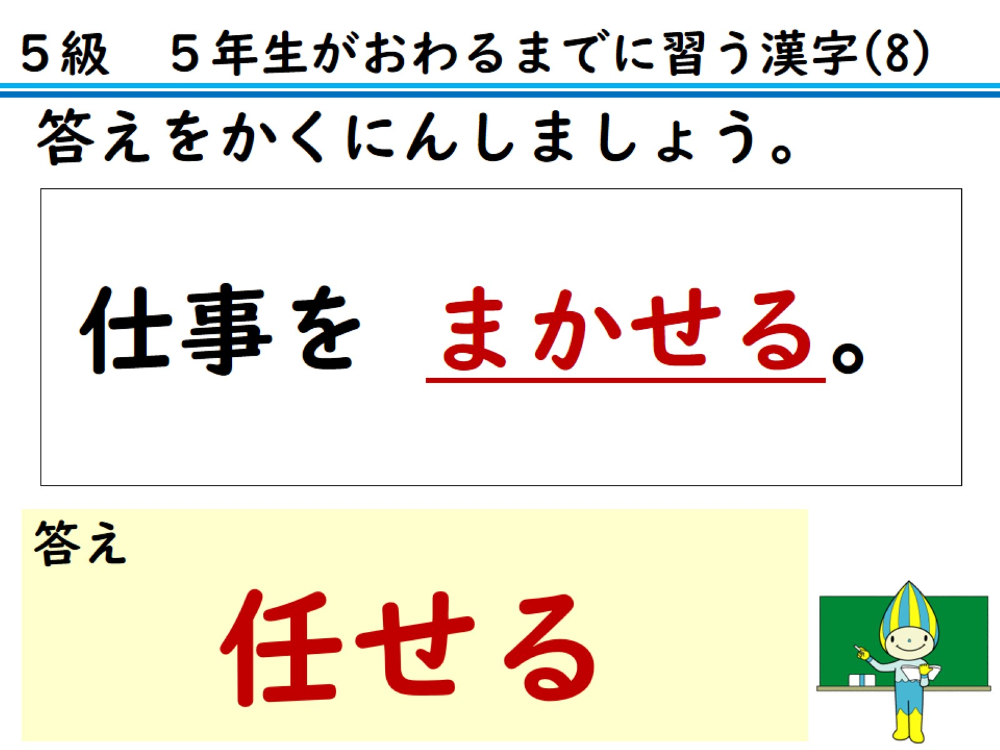 ５級　５年生がおわるまでに習う漢字(8)
答えをかくにんしましょう。
仕事を　まかせる。
答え
任せる